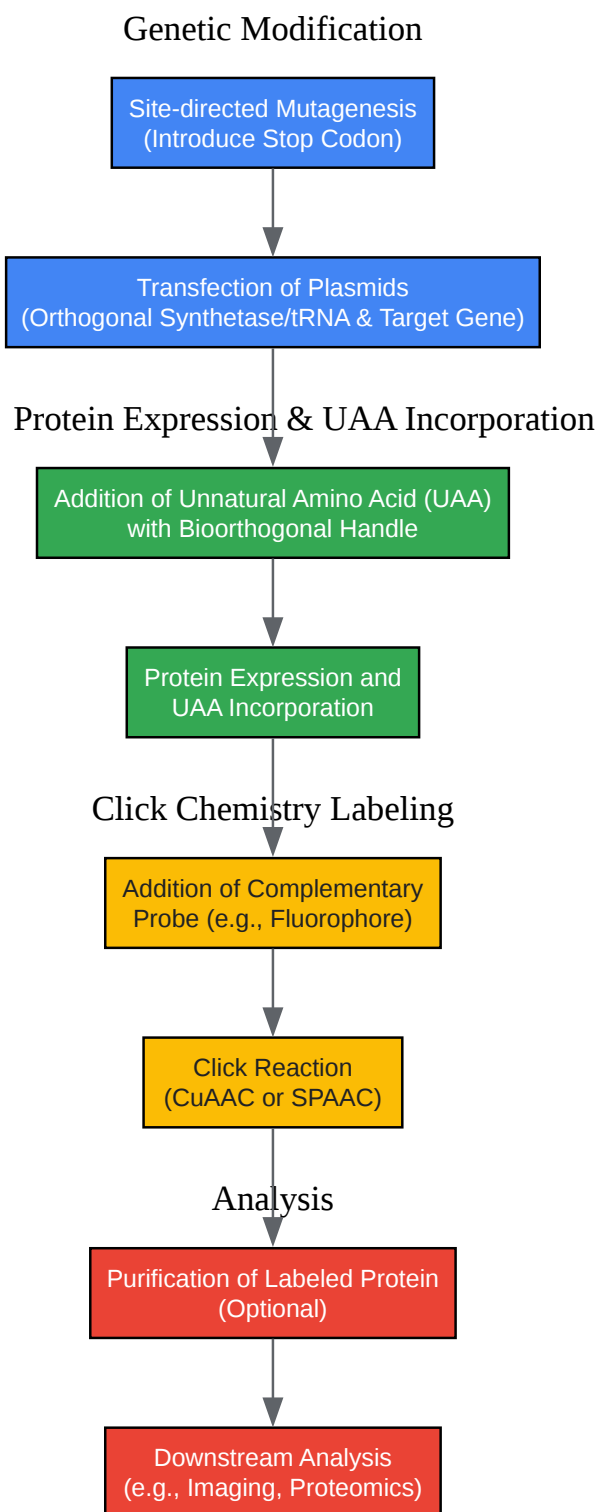 Genetic Modification
Site-directed Mutagenesis
(Introduce Stop Codon)
Transfection of Plasmids
(Orthogonal Synthetase/tRNA & Target Gene)
Protein Expression & UAA Incorporation
Addition of Unnatural Amino Acid (UAA)
with Bioorthogonal Handle
Protein Expression and
UAA Incorporation
Click Chemistry Labeling
Addition of Complementary
Probe (e.g., Fluorophore)
Click Reaction
(CuAAC or SPAAC)
Analysis
Purification of Labeled Protein
(Optional)
Downstream Analysis
(e.g., Imaging, Proteomics)